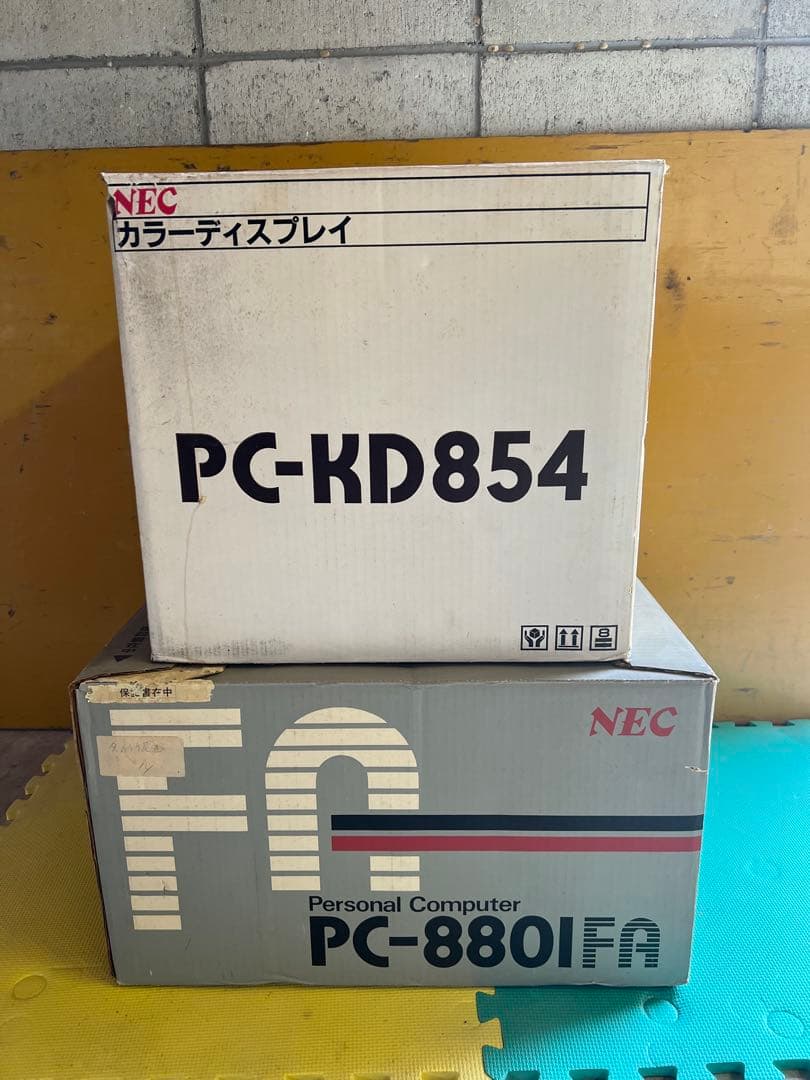 NEC
カラーディスプレイ
PC-KD854
8
保証書在中
FA
NEC
Personal Computer
PC-8801FA